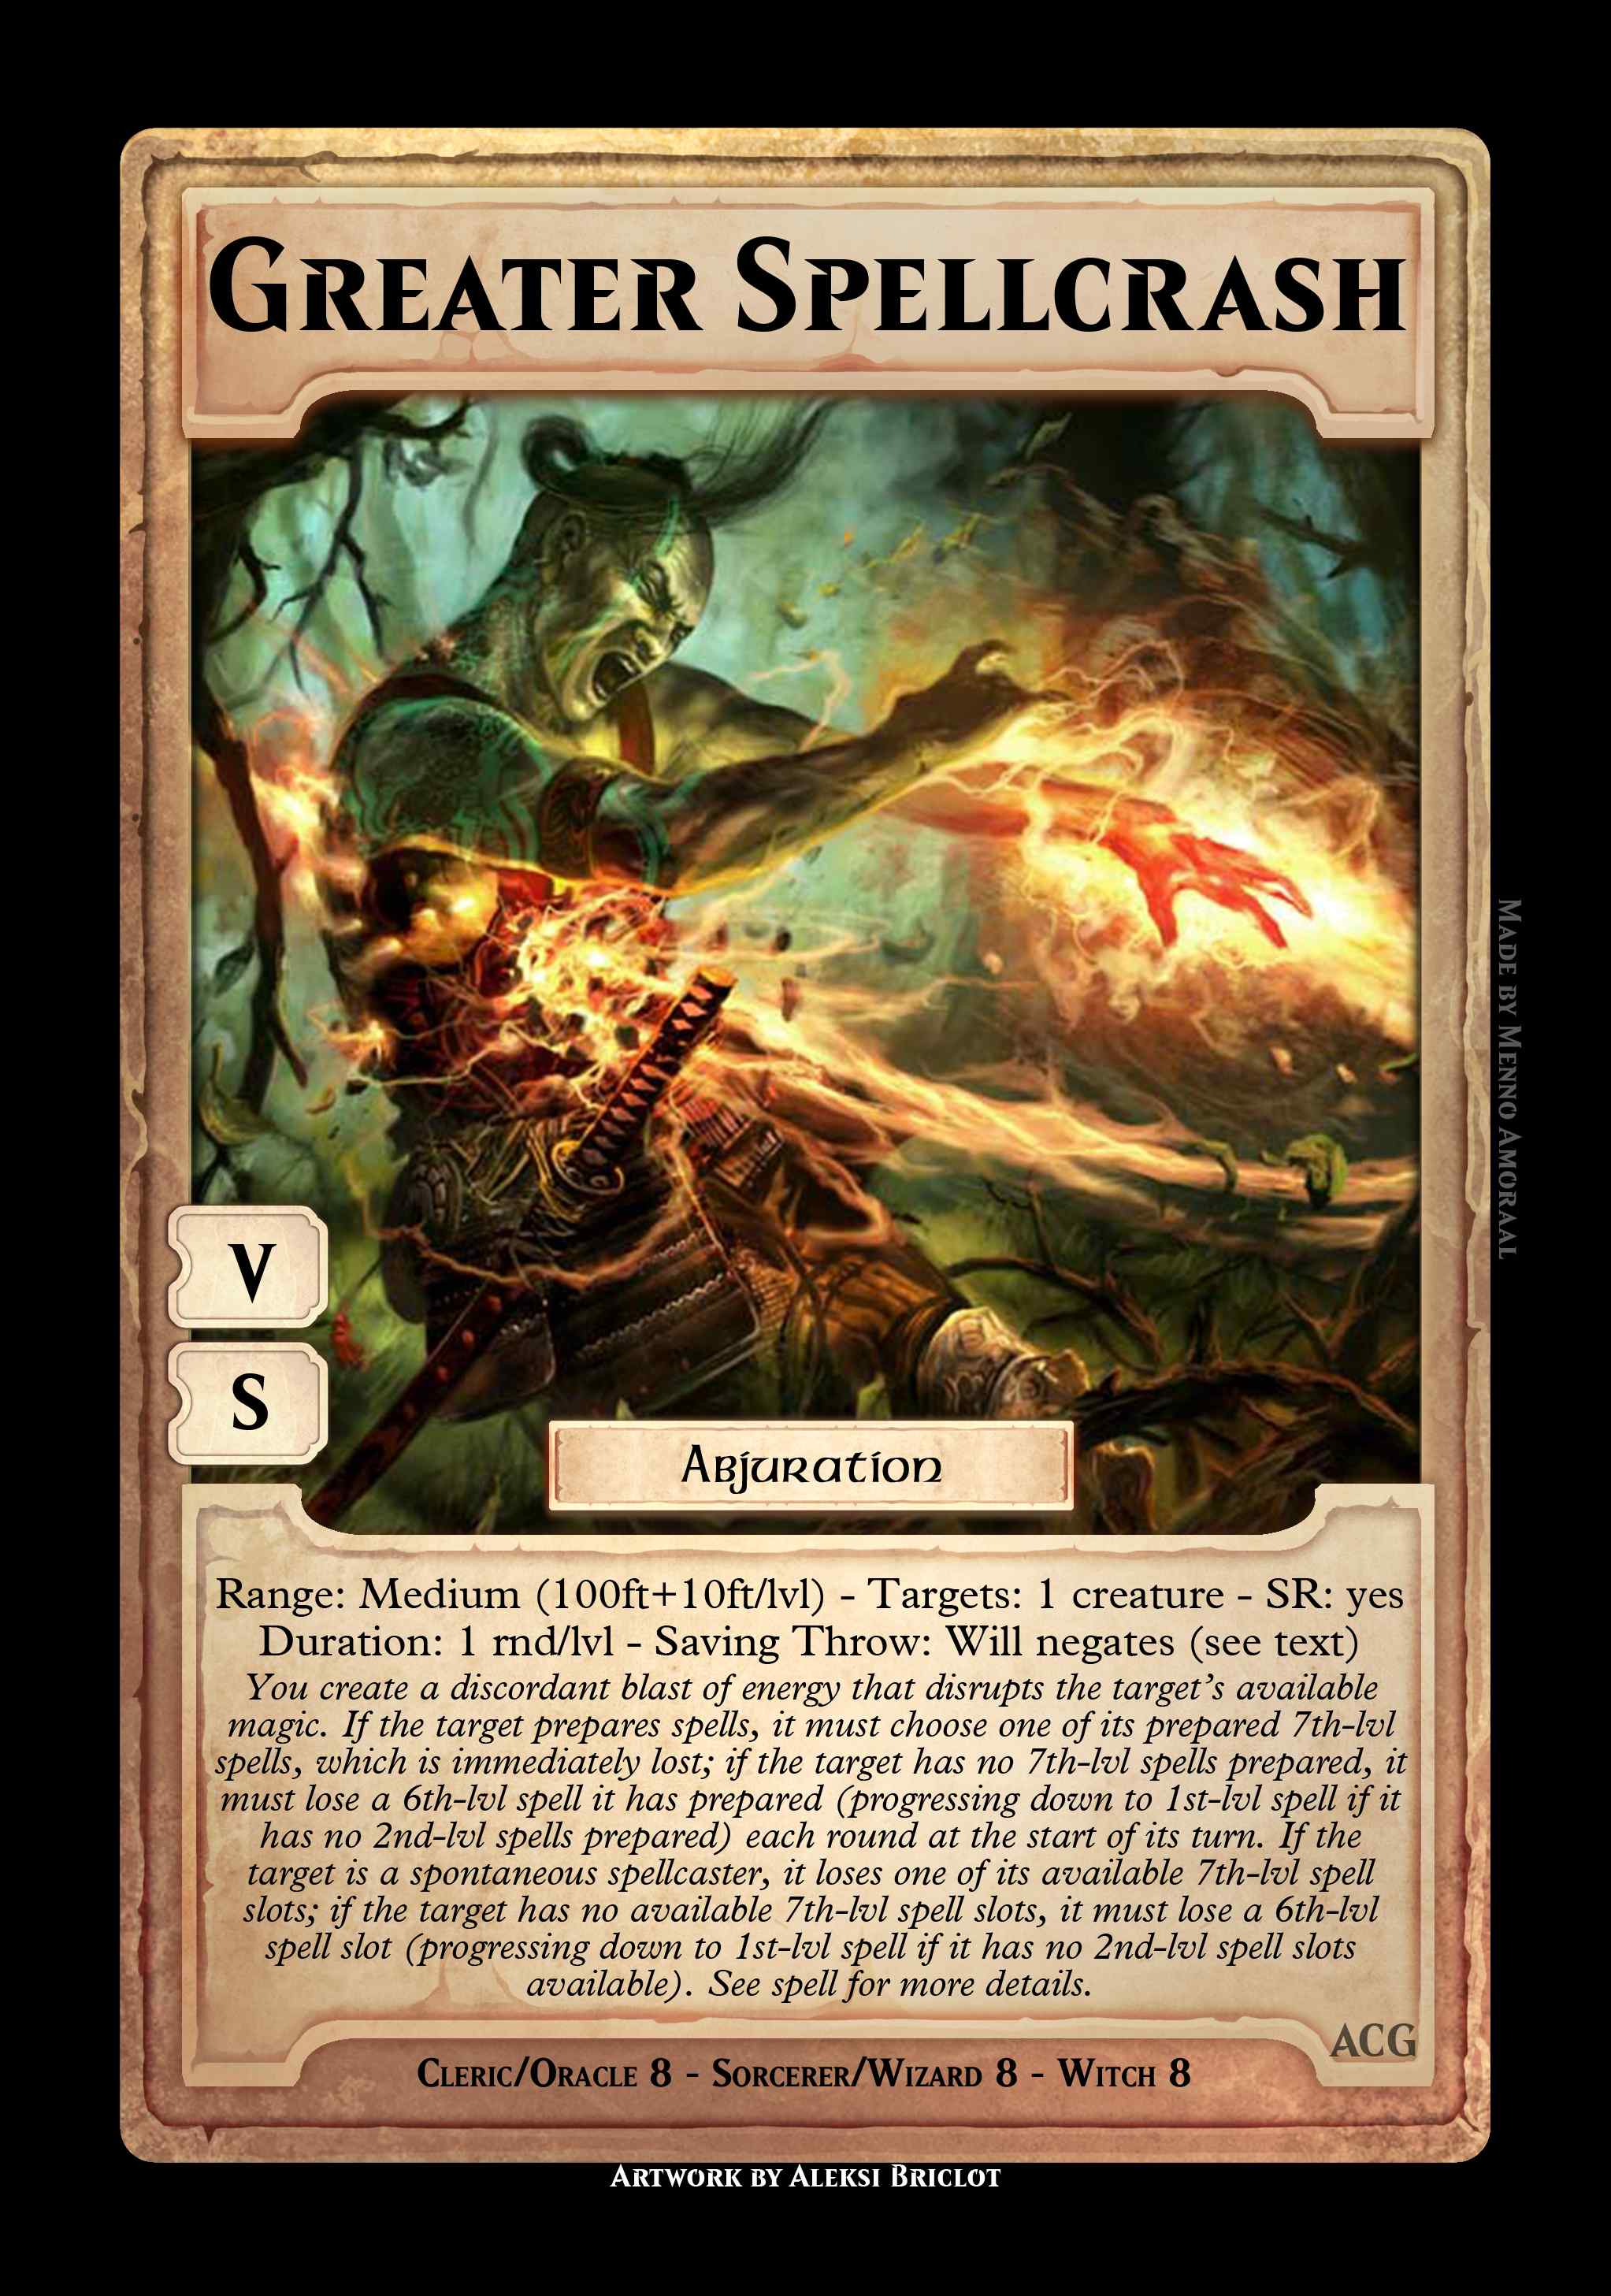 Greater Spellcrash
V
S
Abjuration
Range: Medium (100ft+10ft/lvl) - Targets: 1 creature - SR: yes
Duration: 1 rnd/lvl - Saving Throw: Will negates (see text)
You create a discordant blast of energy that disrupts the target's available
magic. If the target prepares spells, it must choose one of its prepared 7th-lvl
spells, which is immediately lost; if the target has no 7th-lvl spells prepared, it
must lose a 6th-lvl spell it has prepared (progressing down to 1st-lvl spell if it
has no 2nd-lvl spells prepared) each round at the start of its turn. If the
target is a spontaneous spellcaster, it loses one of its available 7th-lvl spell
slots; if the target has no available 7th-lvl spell slots, it must lose a 6th-lvl
spell slot (progressing down to 1st-lvl spell if it has no 2nd-lvl spell slots
available). See spell for more details.
ACG
Cleric/Oracle 8 - Sorcerer/Wizard 8 - Witch 8
Artwork by Aleksi Briclot
Made by Menno Amoraal